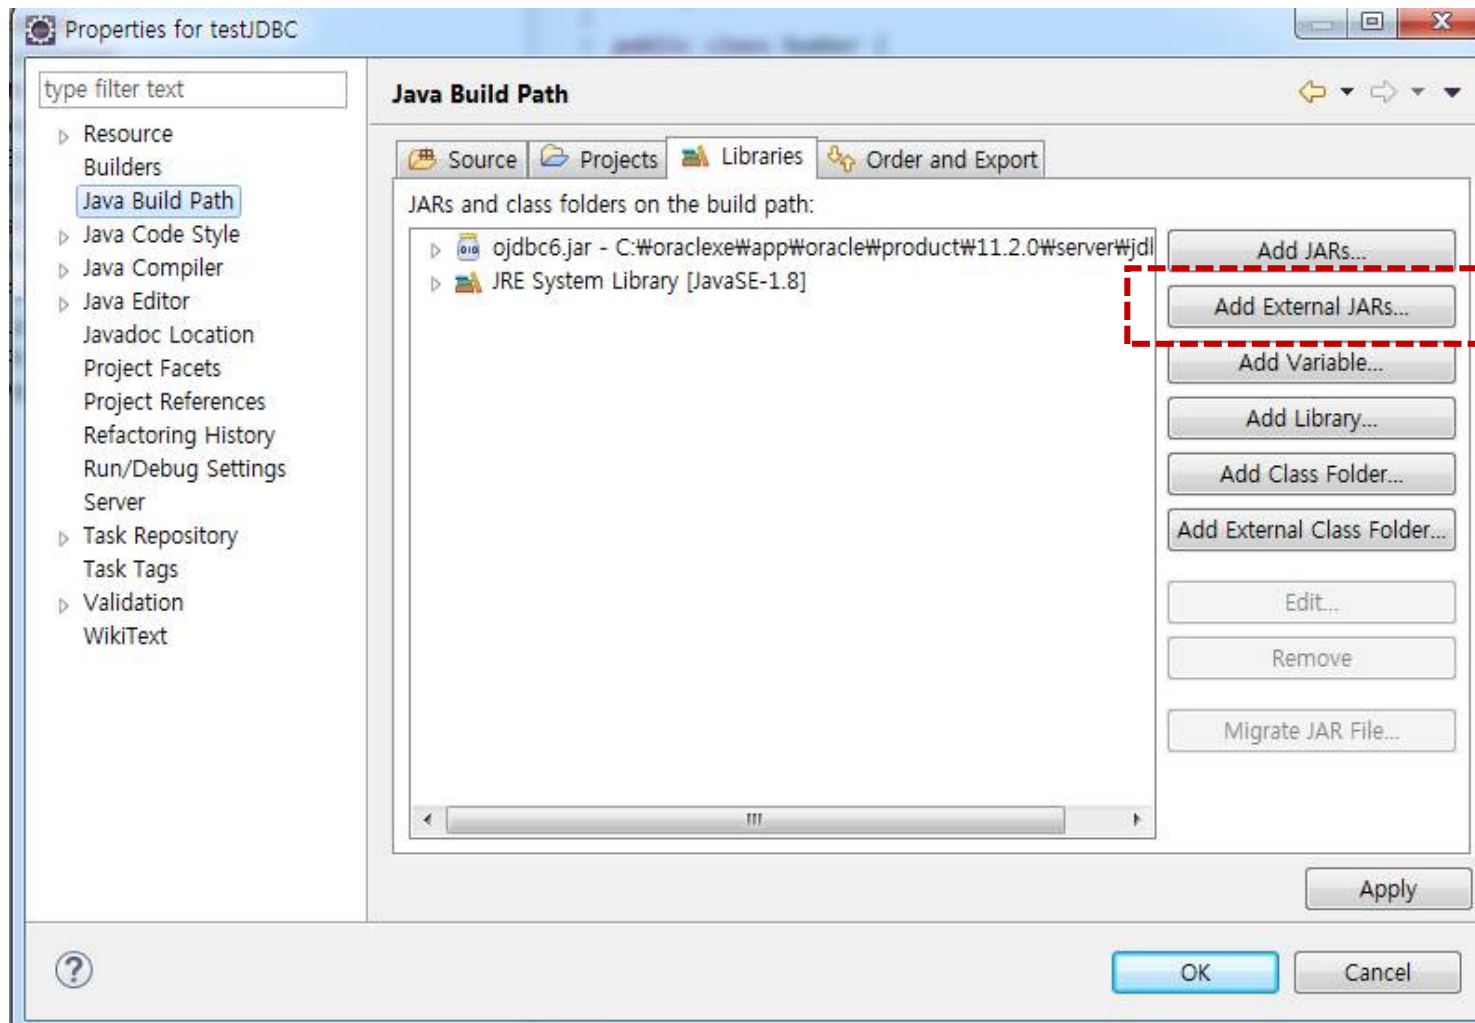 Properties for testJDBC
public class Number {
type filter text
Resource
Builders
Java Build Path
Java Code Style
Java Compiler
Java Editor
Javadoc Location
Project Facets
Project References
Refactoring History
Run/Debug Settings
Server
Task Repository
Task Tags
Validation
WikiText
Java Build Path
Source
Projects
Libraries
Order and Export
JARs and class folders on the build path:
ojdbc6.jar - C:₩oraclexe₩app₩oracle₩product₩11.2.0₩server₩jd
JRE System Library [JavaSE-1.8]
Add JARs...
Add External JARs...
Add Variable...
Add Library...
Add Class Folder...
Add External Class Folder...
Edit...
Remove
Migrate JAR File...
Apply
OK
Cancel